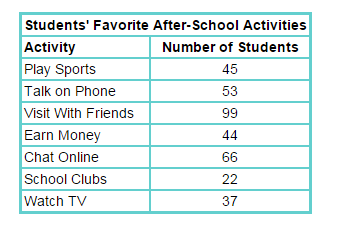 Students' Favorite After-School Activities
Activity Number of Students
Play Sports 45
Talk on Phone 53
Visit With Friends 99
Earn Money 44
Chat Online 66
School Clubs 22
Watch TV 37